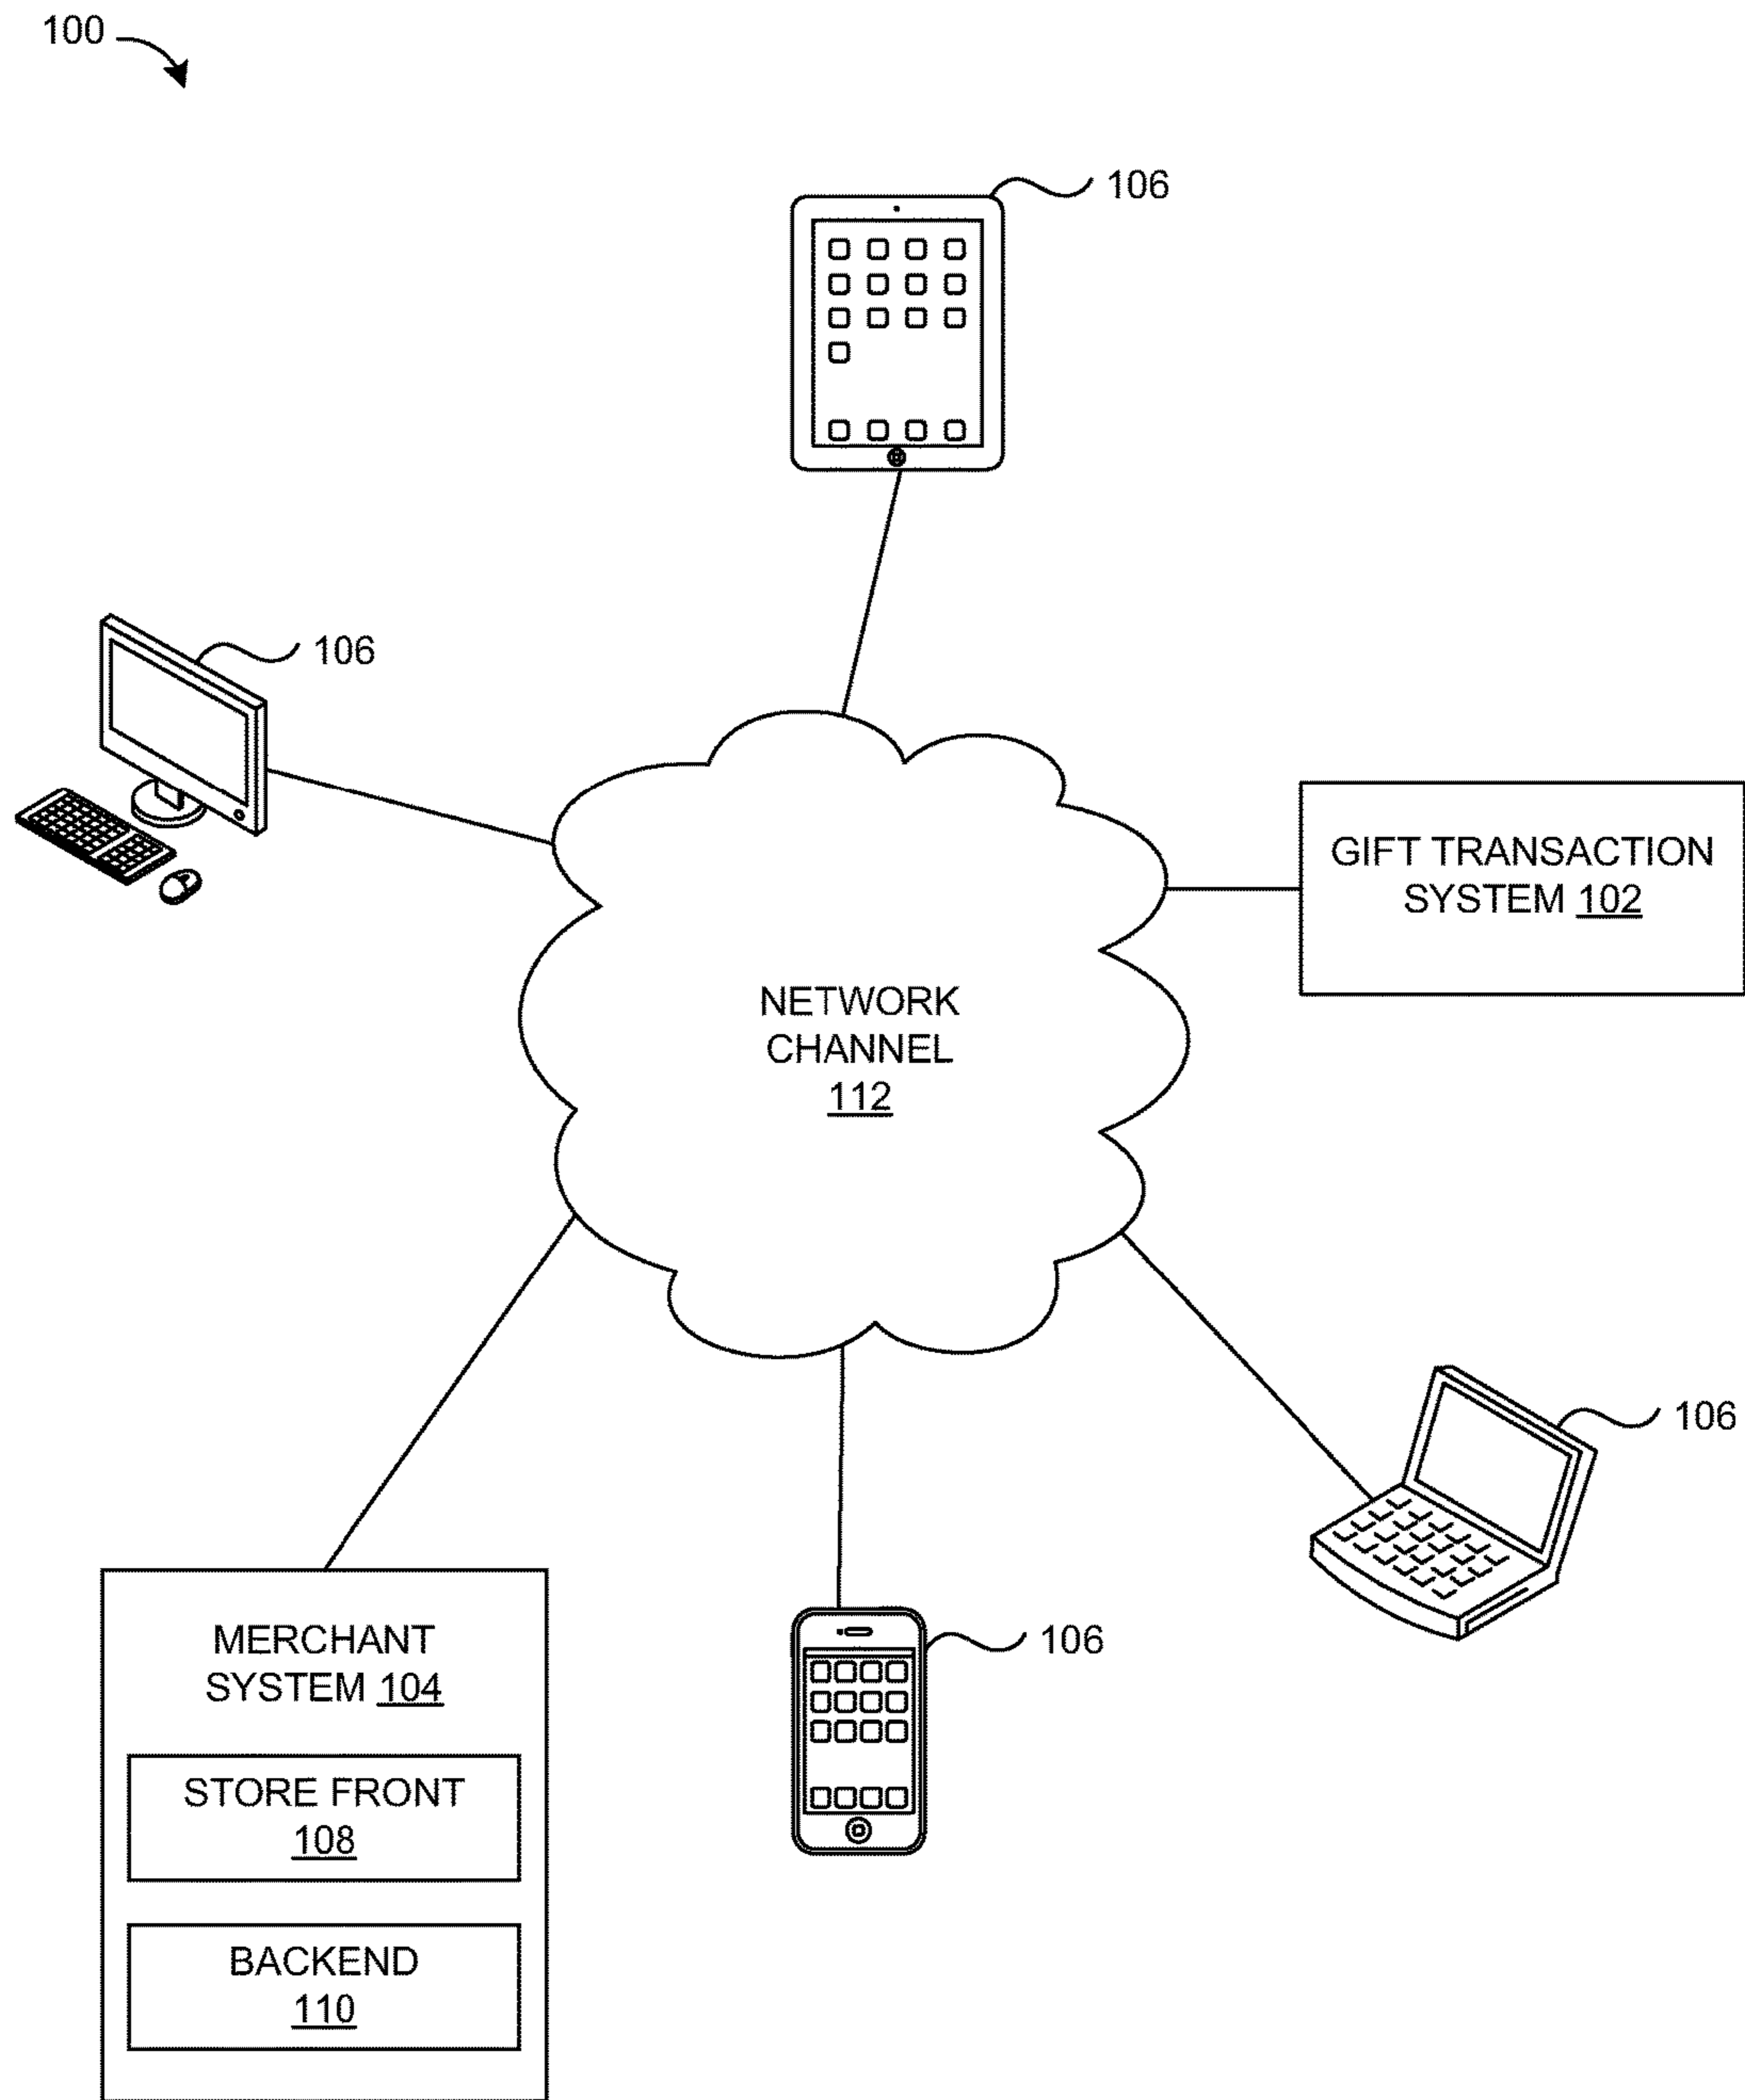 100
106
106
GIFT TRANSACTION
SYSTEM 102
NETWORK
CHANNEL
112
106
MERCHANT
SYSTEM 104
STORE FRONT
108
BACKEND
110
106